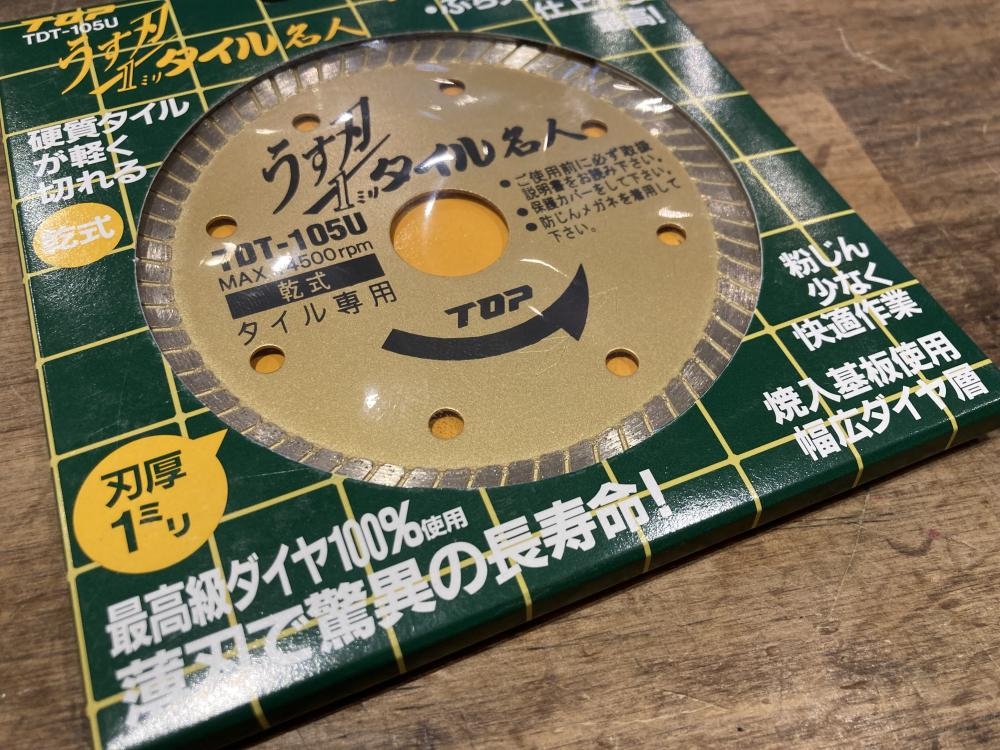 TOP
TDT-105U
うす刃
1ミリ
タイル名人
硬質タイル
が軽く
切れる
乾式
うす刃
1ミリ
タイル名人
TDT-105U
MAX 14500rpm
乾式
タイル専用
●ご使用前に必ず取扱
説明書をお読み下さい。
●保護カバーをして下さい。
●防じんメガネを着用して
下さい。
TOP
粉じん
少なく
快適作業
焼入基板使用
幅広ダイヤ層
刃厚
1ミリ
最高級ダイヤ100%使用
薄刃で驚異の長寿命!